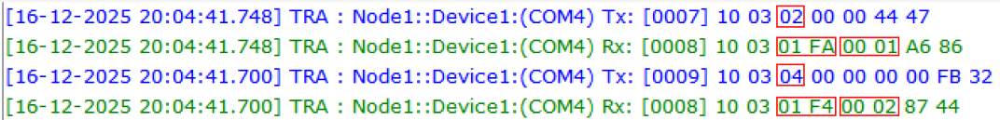 [16-12-2025 20:04:41.748] TRA : Node1::Device1:(COM4) Tx: [0007] 10 03 02 00 00 44 47
[16-12-2025 20:04:41.748] TRA : Node1::Device1:(COM4) Rx: [0008] 10 03 01 FA 00 01 A6 86
[16-12-2025 20:04:41.700] TRA : Node1::Device1:(COM4) Tx: [0009] 10 03 04 00 00 00 00 FB 32
[16-12-2025 20:04:41.700] TRA : Node1::Device1:(COM4) Rx: [0008] 10 03 01 F4 00 02 87 44